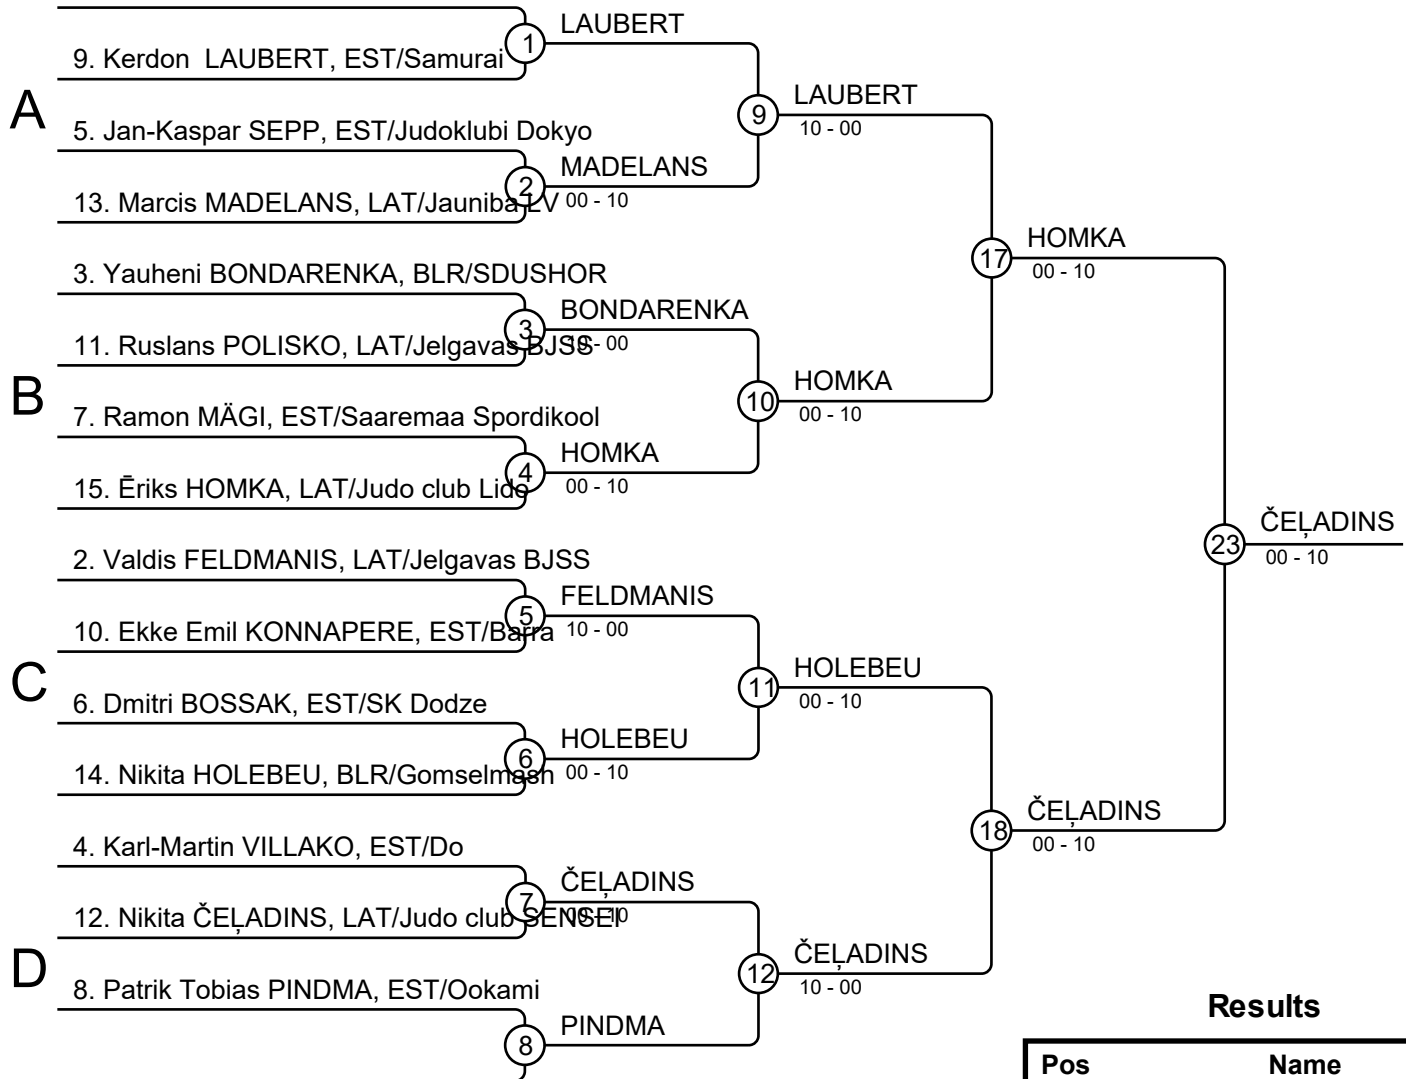 LAUBERT
1
9. Kerdon LAUBERT, EST/Samurai
LAUBERT
A
9
10 - 00
5. Jan-Kaspar SEPP, EST/Judoklubi Dokyo
MADELANS
2
13. Marcis MADELANS, LAT/Jauniba LV
00 - 10
HOMKA
17
3. Yauheni BONDARENKA, BLR/SDUSHOR
00 - 10
BONDARENKA
3
11. Ruslans POLISKO, LAT/Jelgavas BJSS
10 - 00
HOMKA
B
10
7. Ramon MÄGI, EST/Saaremaa Spordikool
00 - 10
HOMKA
4
15. Ēriks HOMKA, LAT/Judo club Lido
00 - 10
ČEĻADINS
23
2. Valdis FELDMANIS, LAT/Jelgavas BJSS
00 - 10
FELDMANIS
5
10. Ekke Emil KONNAPERE, EST/Barra
10 - 00
HOLEBEU
C
11
6. Dmitri BOSSAK, EST/SK Dodze
00 - 10
HOLEBEU
6
14. Nikita HOLEBEU, BLR/Gomselmash
00 - 10
ČEĻADINS
18
4. Karl-Martin VILLAKO, EST/Do
00 - 10
ČEĻADINS
7
12. Nikita ČEĻADINS, LAT/Judo club SENSEI
00 - 10
ČEĻADINS
D
12
8. Patrik Tobias PINDMA, EST/Ookami
10 - 00
PINDMA
8
Results
Pos Name